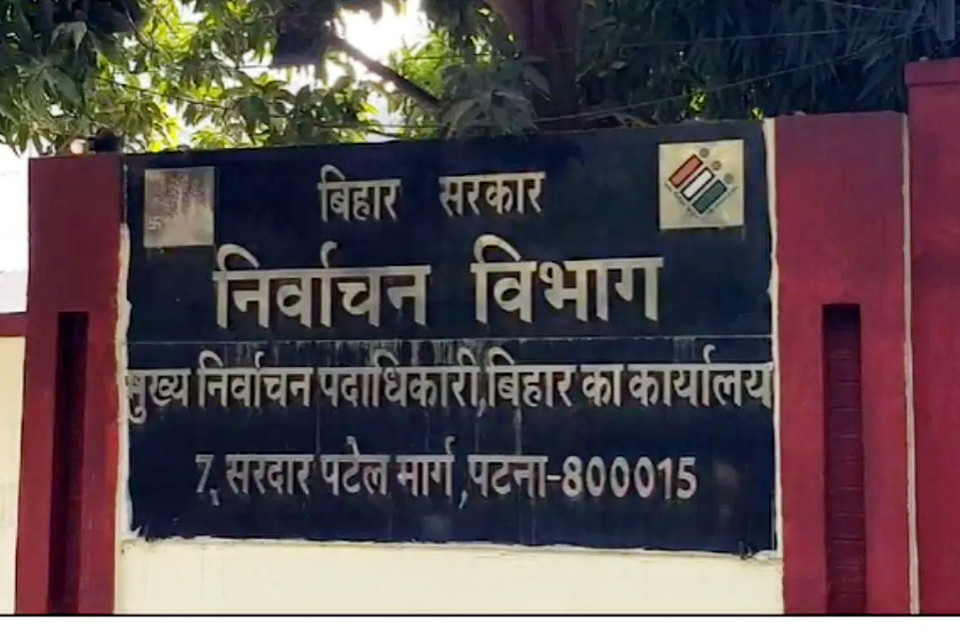 बिहार सरकार
निर्वाचन विभाग
मुख्य निर्वाचन पदाधिकारी,बिहार का कार्यालय
7, सरदार पटेल मार्ग ,पटना-800015